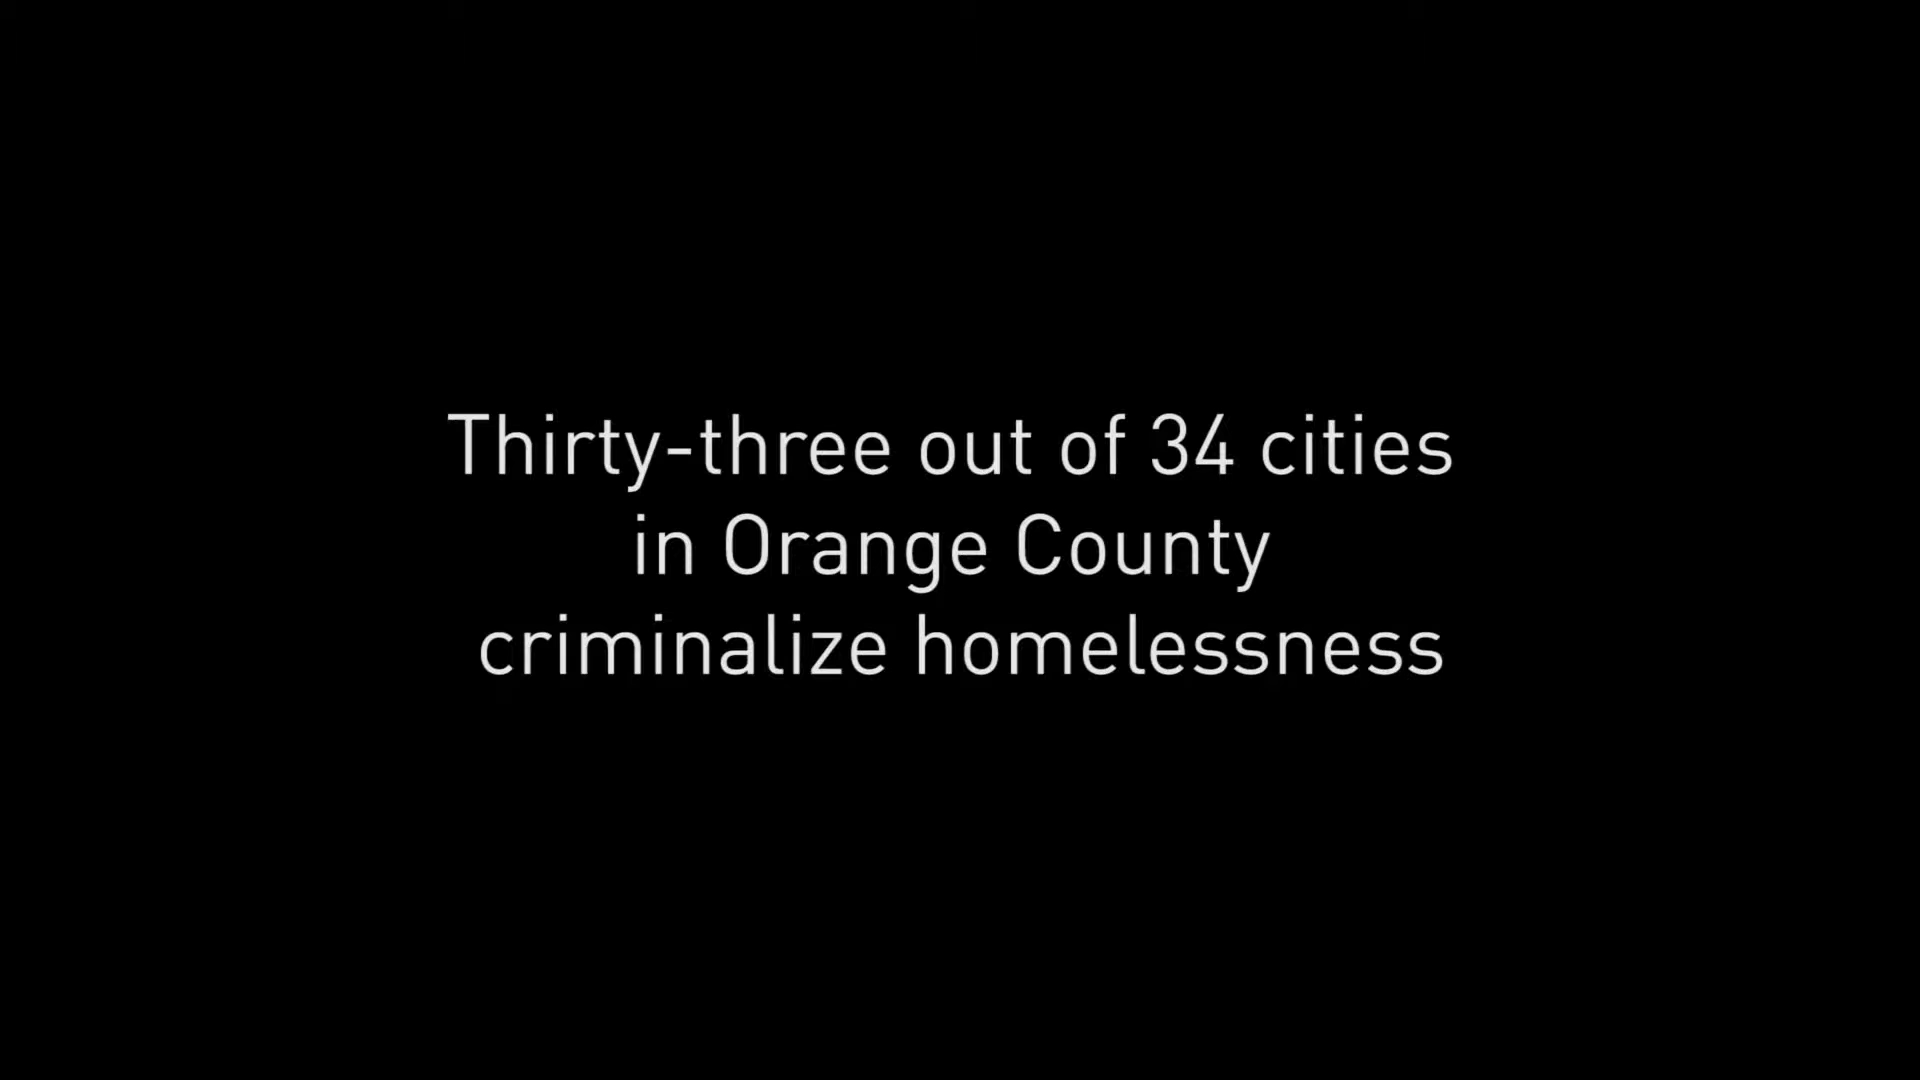 Thirty-three out of 34 cities
in Orange County
criminalize homelessness